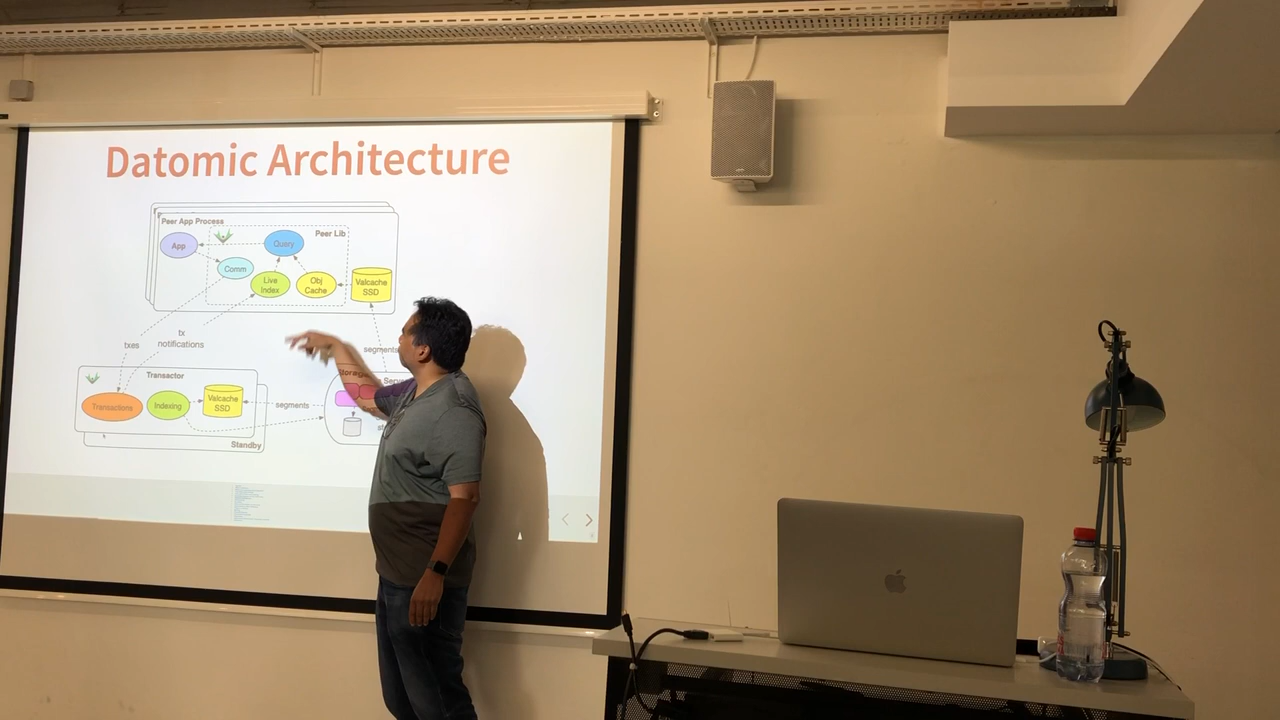 Datomic Architecture
Peer App Process
Peer Lib
App
Query
Comm
Live
Index
Obj
Cache
Valcache
SSD
txes
tx
notifications
segments
Transactor
Storage
Transactions
Indexing
Valcache
SSD
segments
Standby